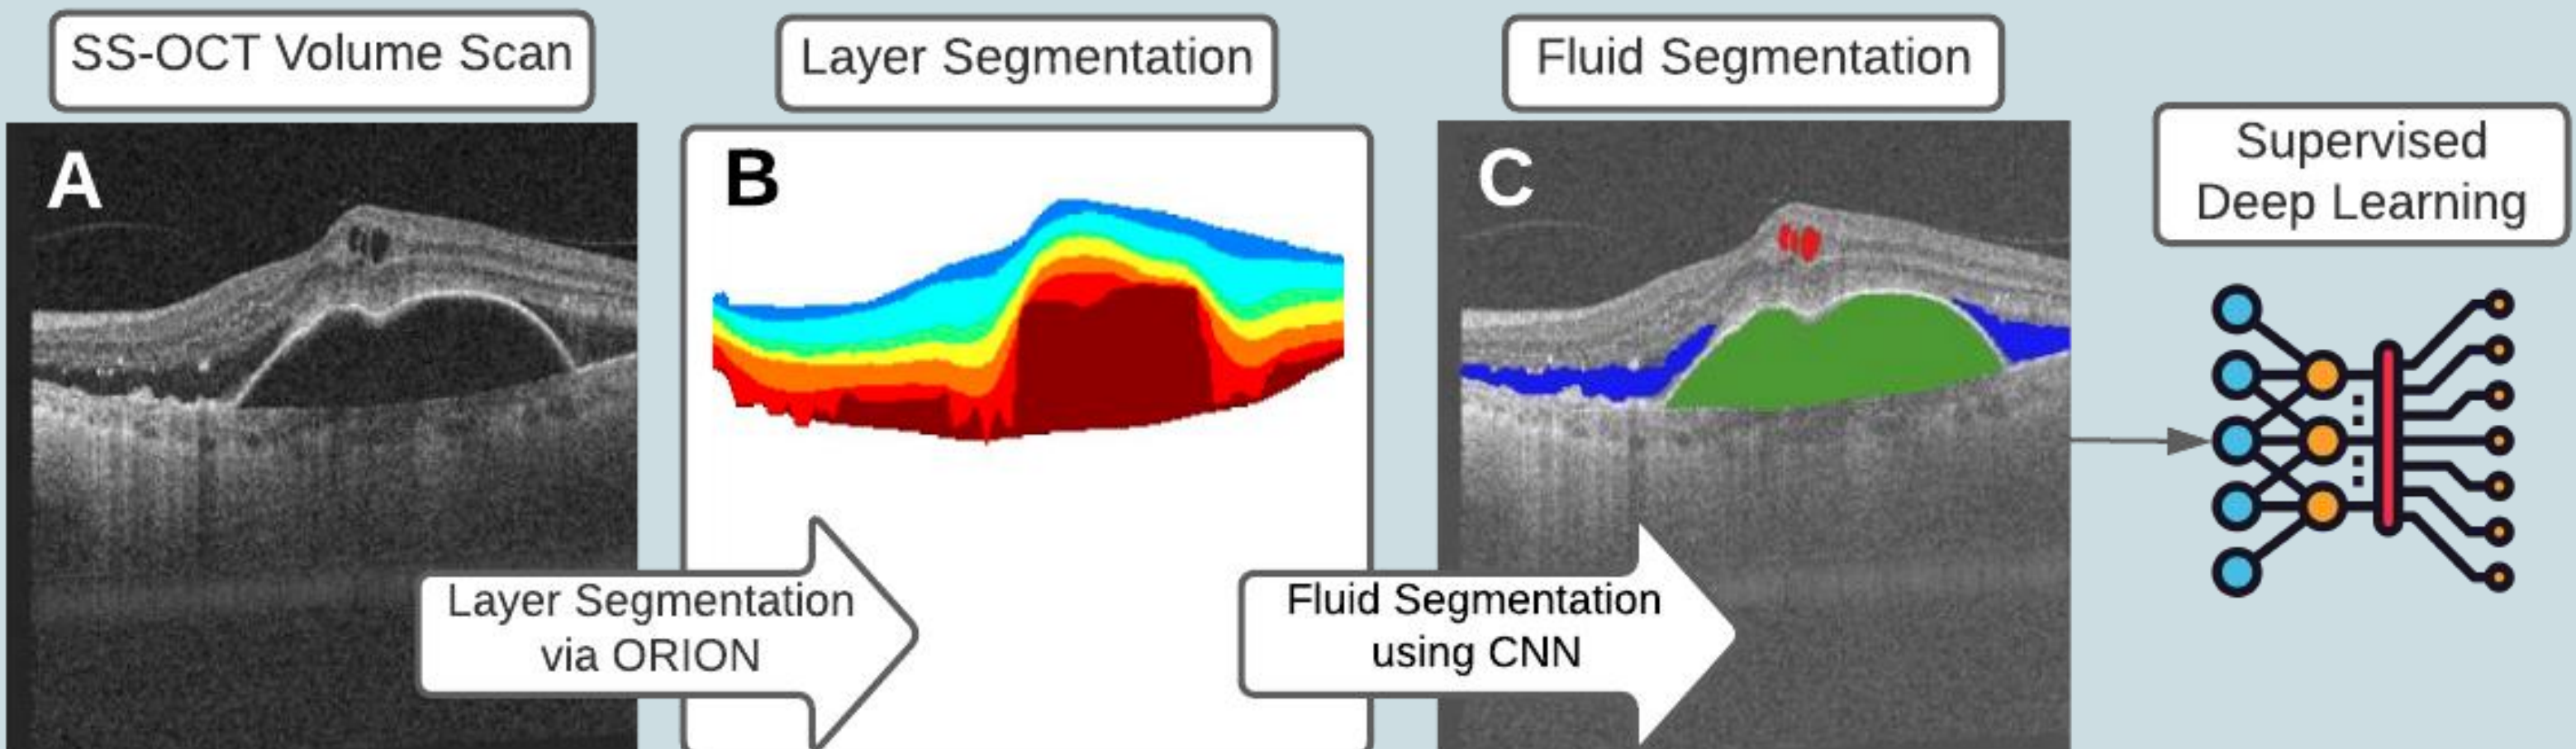 SS-OCT Volume Scan
Layer Segmentation
Fluid Segmentation
Supervised
Deep Learning
A
B
C
Layer Segmentation
via ORION
Fluid Segmentation
using CNN